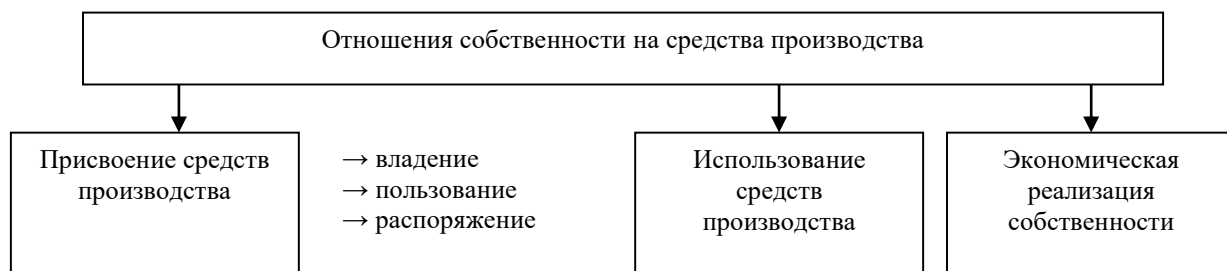 Отношения собственности на средства производства
Присвоение средств
производства
→ владение
→ пользование
→ распоряжение
Использование
средств
производства
Экономическая
реализация
собственности